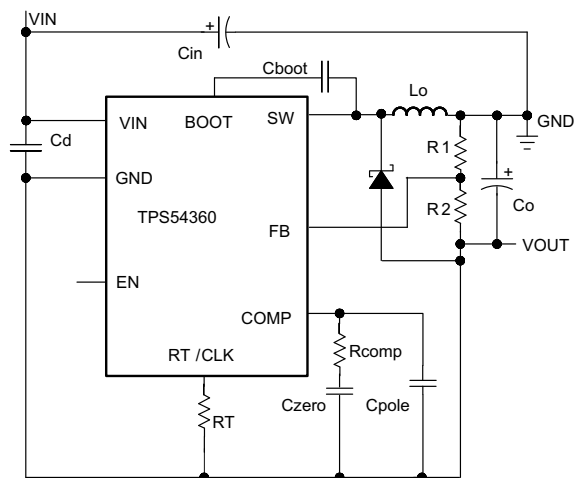 VIN
+
Cin
Cboot
Lo
VIN
BOOT
SW
GND
Cd
R1
GND
+
TPS54360
R2
Co
FB
VOUT
EN
COMP
RT /CLK
Rcomp
Czero
Cpole
RT